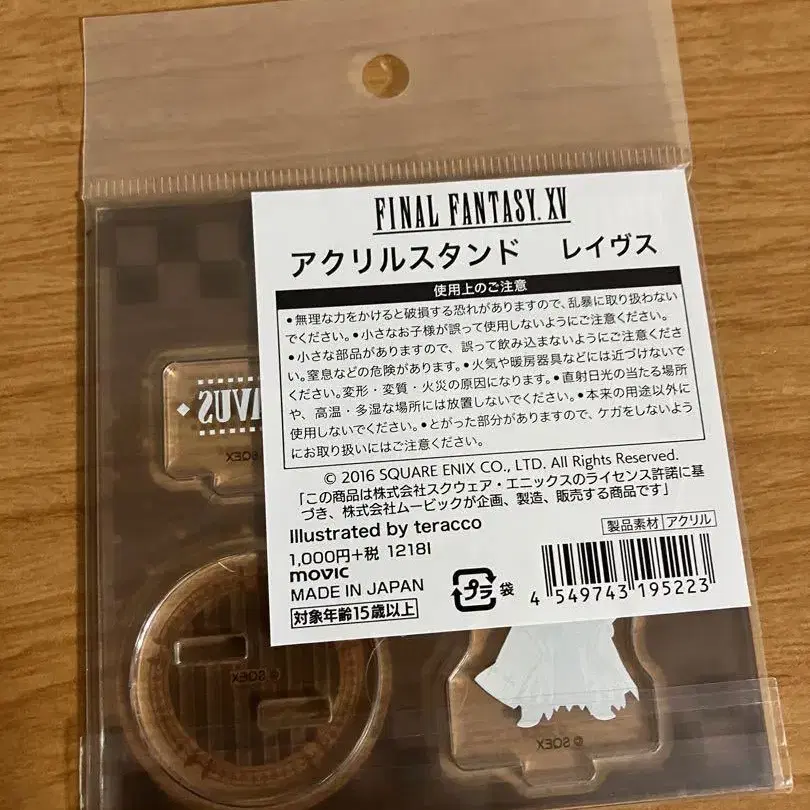 FINAL FANTASY. XV
アクリルスタンド レイヴス
使用上のご注意
•無理な力をかけると破損する恐れがありますので、乱暴に取り扱わない
でください。•小さなお子様が誤って使用しないようにご注意ください。
•小さな部品がありますので、誤って飲み込まないようにご注意くださ
い。窒息などの危険があります。•火気や暖房器具などには近づけないで
ください。変形・変質・火災の原因になります。•直射日光の当たる場所
や、高温・多湿な場所には放置しないでください。•本来の用途以外に
使用しないでください。•とがった部分がありますので、ケガをしないよう
にお取り扱いにはご注意ください。
© 2016 SQUARE ENIX CO., LTD. All Rights Reserved.
「この商品は株式会社スクウェア・エニックスのライセンス許諾に基
づき、株式会社ムービックが企画、製造、販売する商品です」
Illustrated by teracco
製品素材 アクリル
1,000円+税 1218I
movic
MADE IN JAPAN
対象年齢15歳以上
プラ 袋
4 549743 195223
AVUS
SQEX
© SQEX
© SQEX